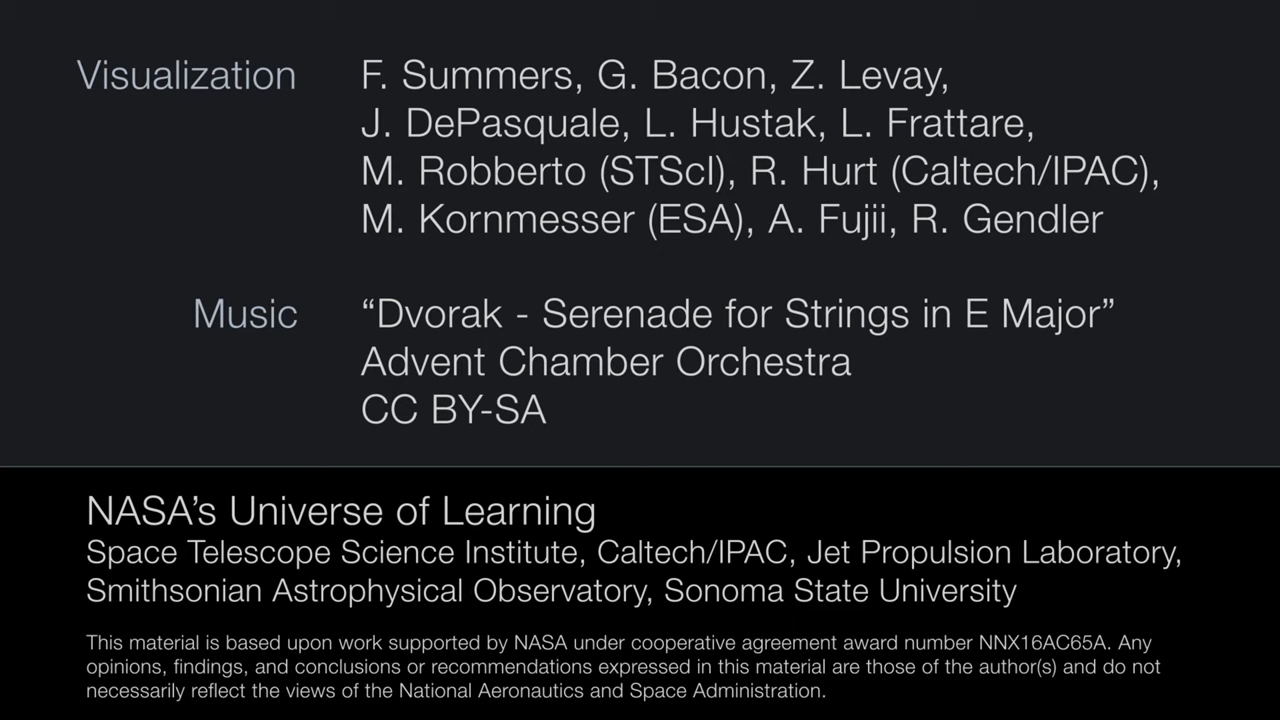 Visualization F. Summers, G. Bacon, Z. Levay,
J. DePasquale, L. Hustak, L. Frattare,
M. Robberto (STScI), R. Hurt (Caltech/IPAC),
M. Kornmesser (ESA), A. Fujii, R. Gendler
Music “Dvorak - Serenade for Strings in E Major”
Advent Chamber Orchestra
CC BY-SA
NASA’s Universe of Learning
Space Telescope Science Institute, Caltech/IPAC, Jet Propulsion Laboratory,
Smithsonian Astrophysical Observatory, Sonoma State University
This material is based upon work supported by NASA under cooperative agreement award number NNX16AC65A. Any
opinions, findings, and conclusions or recommendations expressed in this material are those of the author(s) and do not
necessarily reflect the views of the National Aeronautics and Space Administration.